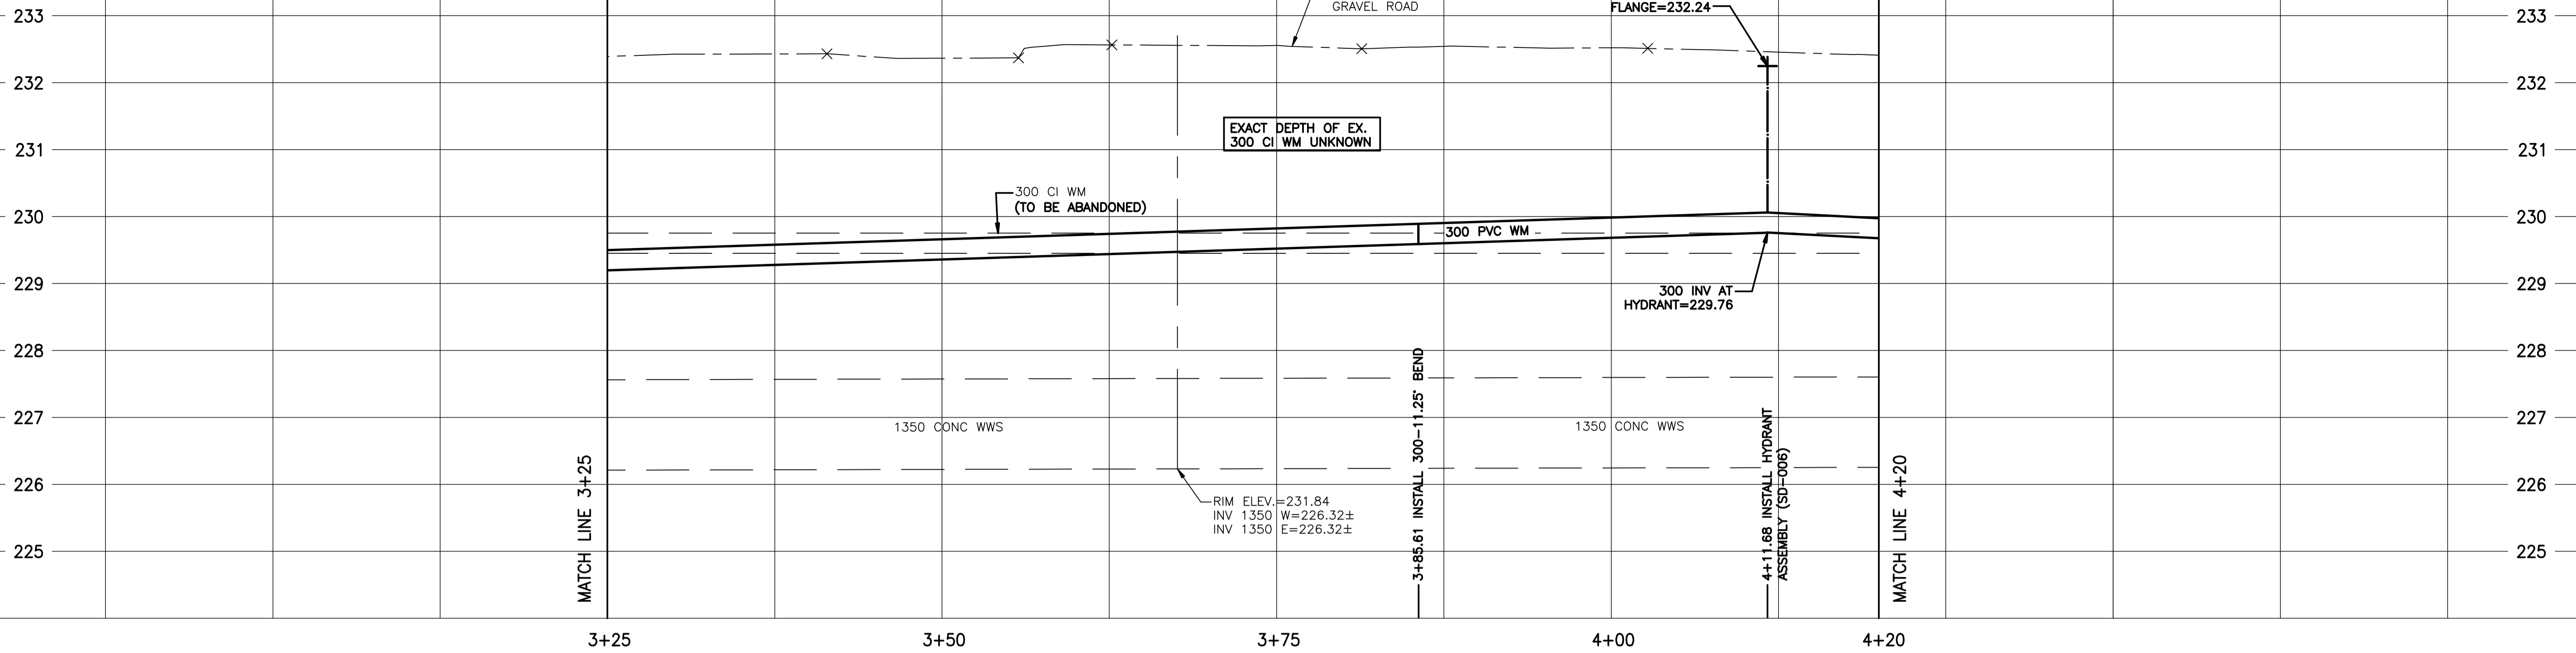 GRAVEL ROAD
FLANGE=232.24
233
233
232
232
EXACT DEPTH OF EX.
300 CI WM UNKNOWN
231
231
300 CI WM
(TO BE ABANDONED)
230
230
300 PVC WM
229
229
300 INV AT
HYDRANT=229.76
228
228
227
227
1350 CONC WWS
1350 CONC WWS
226
226
RIM ELEV.=231.84
INV 1350 W=226.32±
INV 1350 E=226.32±
225
225
MATCH LINE 3+25
3+85.61 INSTALL 300-11.25° BEND
4+11.68 INSTALL HYDRANT
ASSEMBLY (SD-006)
MATCH LINE 4+20
3+25
3+50
3+75
4+00
4+20